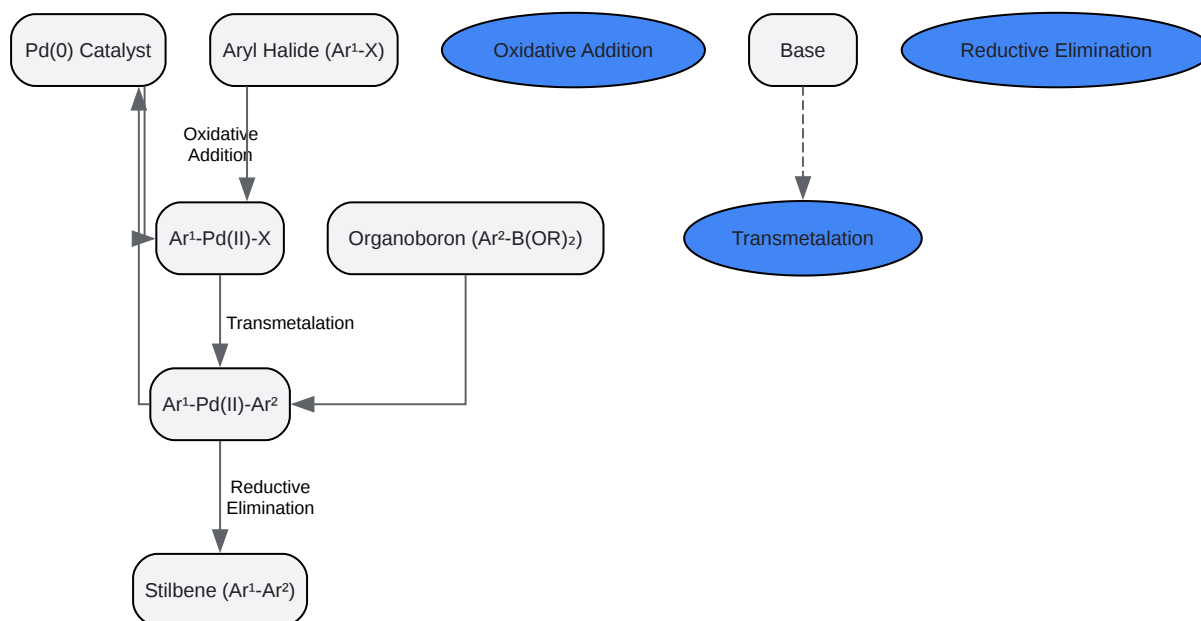 Pd(0) Catalyst
Aryl Halide (Ar¹-X)
Oxidative Addition
Base
Reductive Elimination
Oxidative
Addition
Ar¹-Pd(II)-X
Organoboron (Ar²-B(OR)₂)
Transmetalation
Transmetalation
Ar¹-Pd(II)-Ar²
Reductive
Elimination
Stilbene (Ar¹-Ar²)